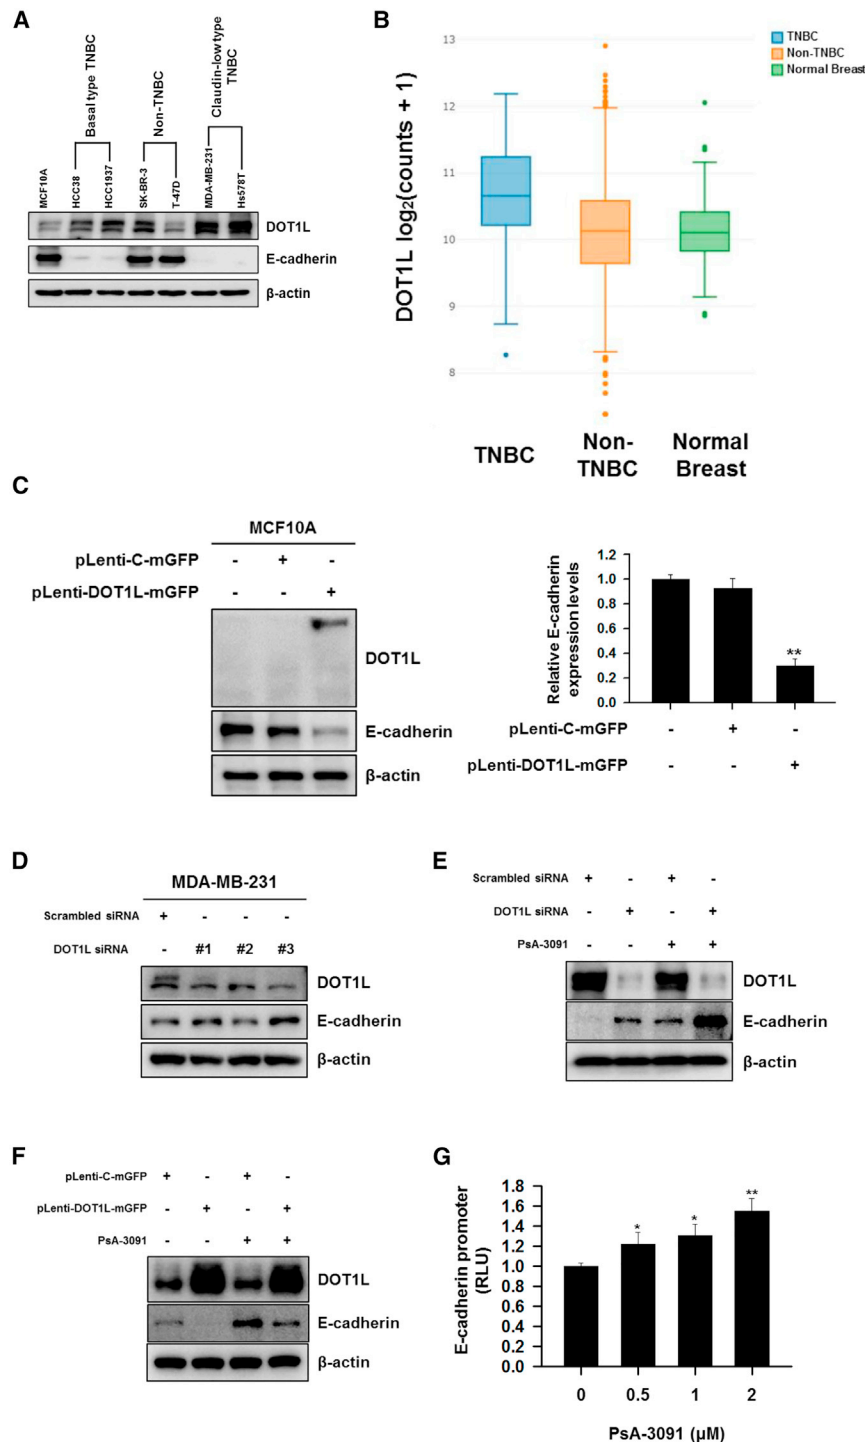 A
Basal type TNBC
Non-TNBC
Claudin-low type
TNBC
MCF10A
HCC38
HCC1937
SK-BR-3
T-47D
MDA-MB-231
Hs578T
DOT1L
E-cadherin
β-actin
B
DOT1L log2(counts + 1)
13
12
11
10
9
8
TNBC
Non-TNBC
Normal Breast
TNBC
Non-
TNBC
Normal
Breast
C
MCF10A
pLenti-C-mGFP - + -
pLenti-DOT1L-mGFP - - +
DOT1L
E-cadherin
β-actin
Relative E-cadherin
expression levels
1.2
1.0
0.8
0.6
0.4
0.2
0.0
**
pLenti-C-mGFP - + -
pLenti-DOT1L-mGFP - - +
D
MDA-MB-231
Scrambled siRNA + - - -
DOT1L siRNA - #1 #2 #3
DOT1L
E-cadherin
β-actin
E
Scrambled siRNA + - + -
DOT1L siRNA - + - +
PsA-3091 - - + +
DOT1L
E-cadherin
β-actin
F
pLenti-C-mGFP + - + -
pLenti-DOT1L-mGFP - + - +
PsA-3091 - - + +
DOT1L
E-cadherin
β-actin
G
E-cadherin promoter
(RLU)
1.8
1.6
1.4
1.2
1.0
0.8
0.6
0.4
0.2
0.0
* * **
0 0.5 1 2
PsA-3091 (μM)